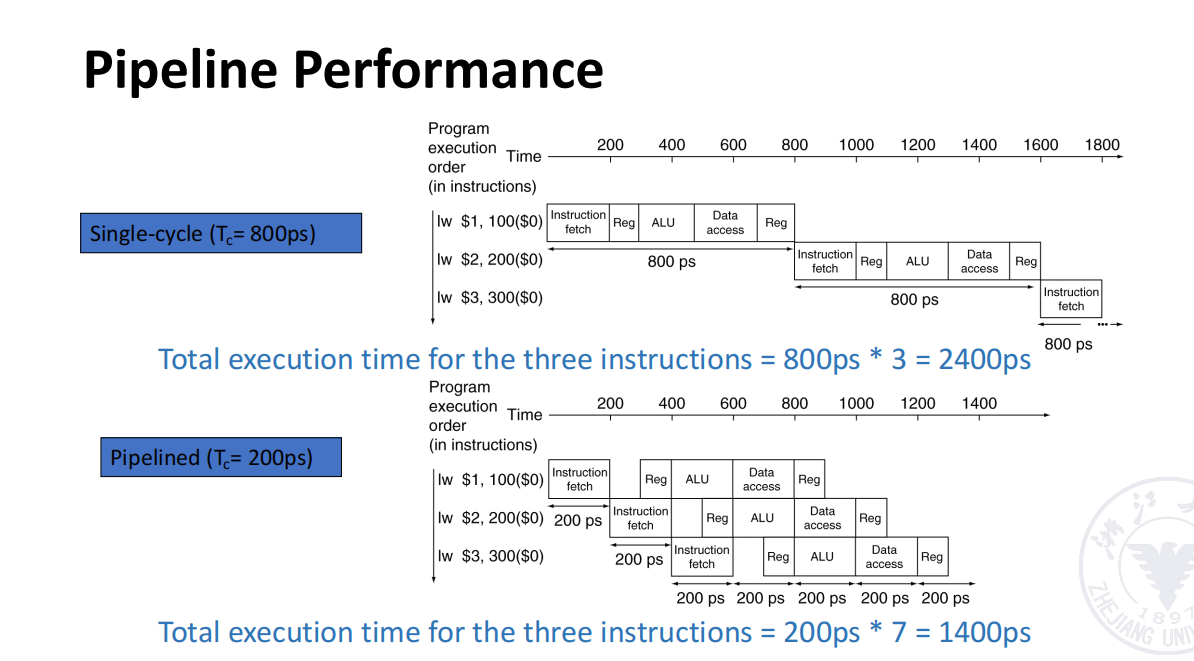 Pipeline Performance
Program
execution
order
(in instructions)
Time
200 400 600 800 1000 1200 1400 1600 1800
Single-cycle (Tc= 800ps)
lw $1, 100($0)
Instruction fetch Reg ALU Data access Reg
800 ps
lw $2, 200($0)
Instruction fetch Reg ALU Data access Reg
800 ps
lw $3, 300($0)
Instruction fetch
...
800 ps
Total execution time for the three instructions = 800ps * 3 = 2400ps
Program
execution
order
(in instructions)
Time
200 400 600 800 1000 1200 1400
Pipelined (Tc= 200ps)
lw $1, 100($0)
Instruction fetch Reg ALU Data access Reg
200 ps
lw $2, 200($0)
Instruction fetch Reg ALU Data access Reg
200 ps
lw $3, 300($0)
Instruction fetch Reg ALU Data access Reg
200 ps 200 ps 200 ps 200 ps 200 ps
Total execution time for the three instructions = 200ps * 7 = 1400ps
1897
ZHEJIANG UNI